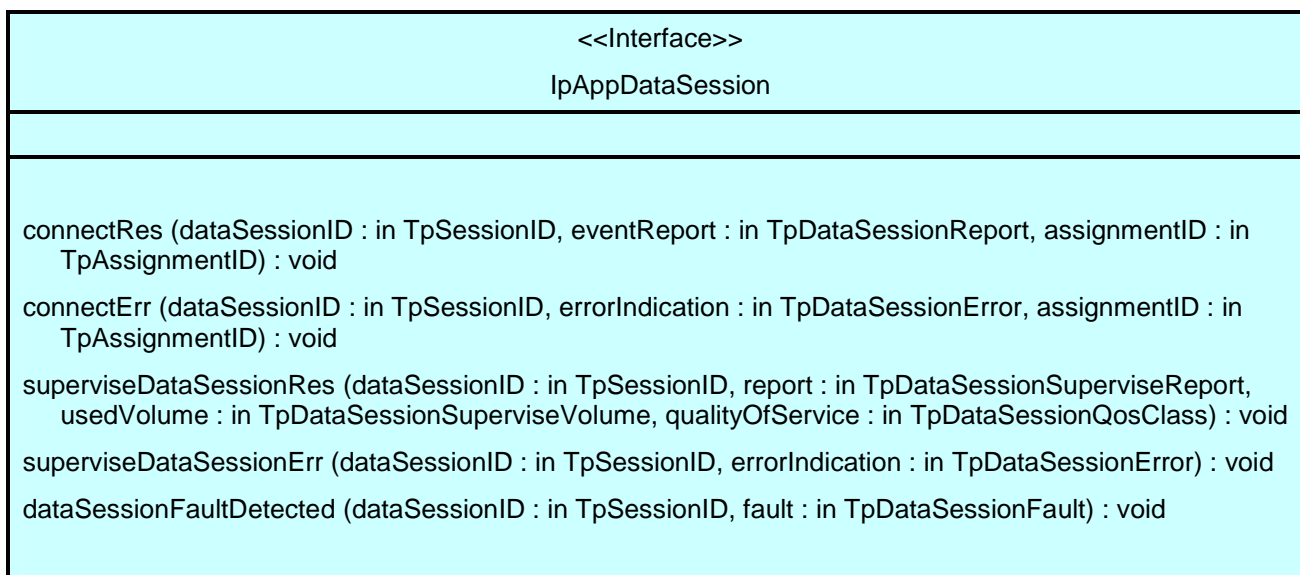 <<Interface>>
IpAppDataSession
connectRes (dataSessionID : in TpSessionID, eventReport : in TpDataSessionReport, assignmentID : in
TpAssignmentID) : void
connectErr (dataSessionID : in TpSessionID, errorIndication : in TpDataSessionError, assignmentID : in
TpAssignmentID) : void
superviseDataSessionRes (dataSessionID : in TpSessionID, report : in TpDataSessionSuperviseReport,
usedVolume : in TpDataSessionSuperviseVolume, qualityOfService : in TpDataSessionQosClass) : void
superviseDataSessionErr (dataSessionID : in TpSessionID, errorIndication : in TpDataSessionError) : void
dataSessionFaultDetected (dataSessionID : in TpSessionID, fault : in TpDataSessionFault) : void